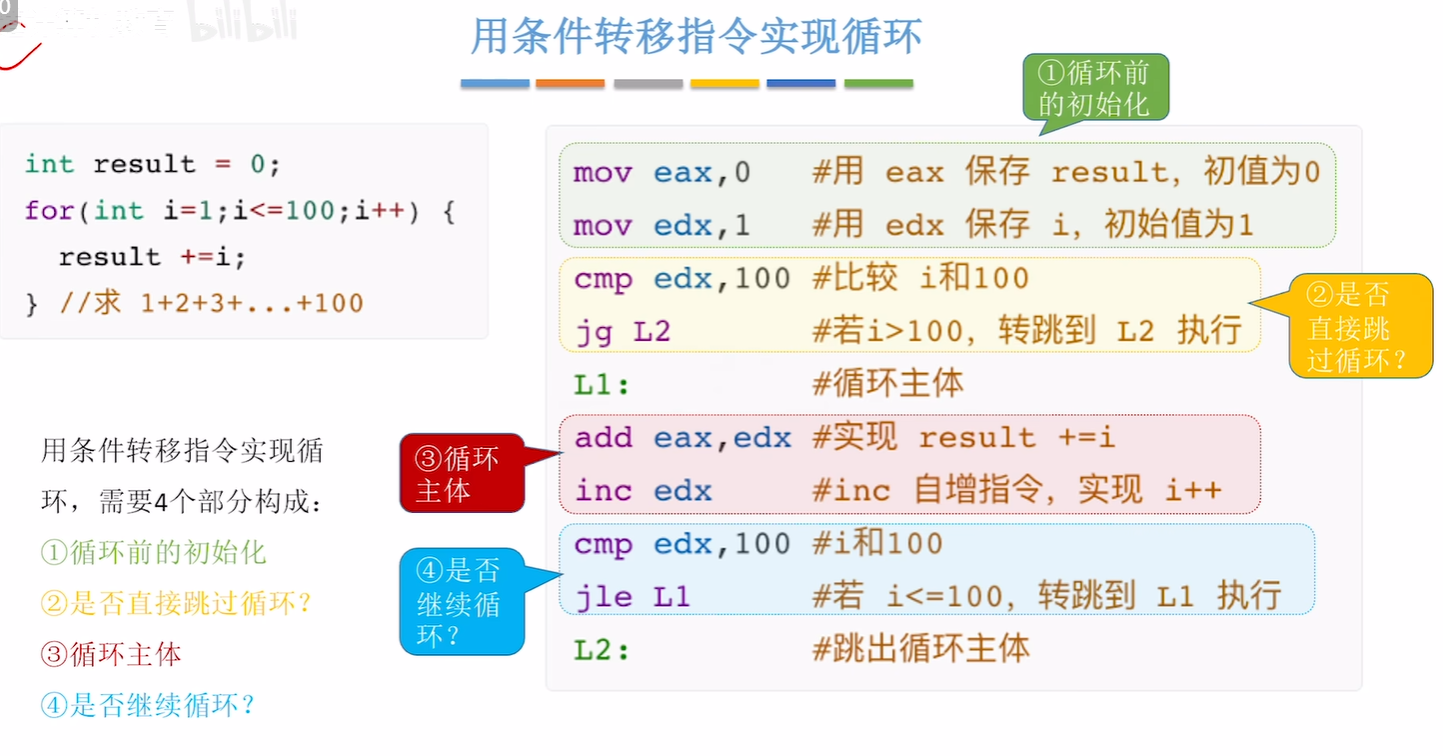 bilibili
用条件转移指令实现循环
①循环前
的初始化
int result = 0;
for(int i=1;i<=100;i++) {
result +=i;
} //求 1+2+3+...+100
mov eax,0 #用 eax 保存 result，初值为0
mov edx,1 #用 edx 保存 i，初始值为1
cmp edx,100 #比较 i和100
jg L2 #若i>100，转跳到 L2 执行
L1: #循环主体
add eax,edx #实现 result +=i
inc edx #inc 自增指令，实现 i++
cmp edx,100 #i和100
jle L1 #若 i<=100，转跳到 L1 执行
L2: #跳出循环主体
②是否
直接跳
过循环？
③循环
主体
④是否
继续循
环？
用条件转移指令实现循
环，需要4个部分构成：
①循环前的初始化
②是否直接跳过循环？
③循环主体
④是否继续循环？